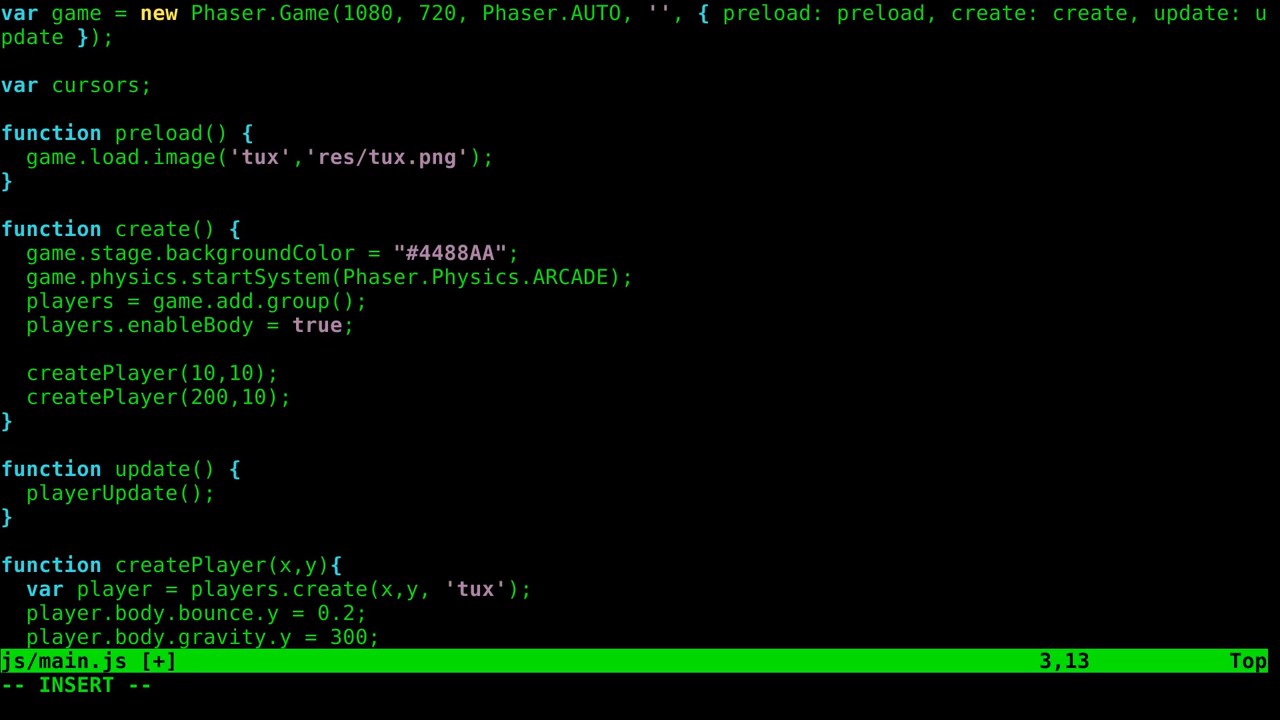 var game = new Phaser.Game(1080, 720, Phaser.AUTO, '', { preload: preload, create: create, update: u
pdate });
var cursors;
function preload() {
  game.load.image('tux','res/tux.png');
}
function create() {
  game.stage.backgroundColor = "#4488AA";
  game.physics.startSystem(Phaser.Physics.ARCADE);
  players = game.add.group();
  players.enableBody = true;
  createPlayer(10,10);
  createPlayer(200,10);
}
function update() {
  playerUpdate();
}
function createPlayer(x,y){
  var player = players.create(x,y, 'tux');
  player.body.bounce.y = 0.2;
  player.body.gravity.y = 300;
js/main.js [+] 3,13 Top
-- INSERT --